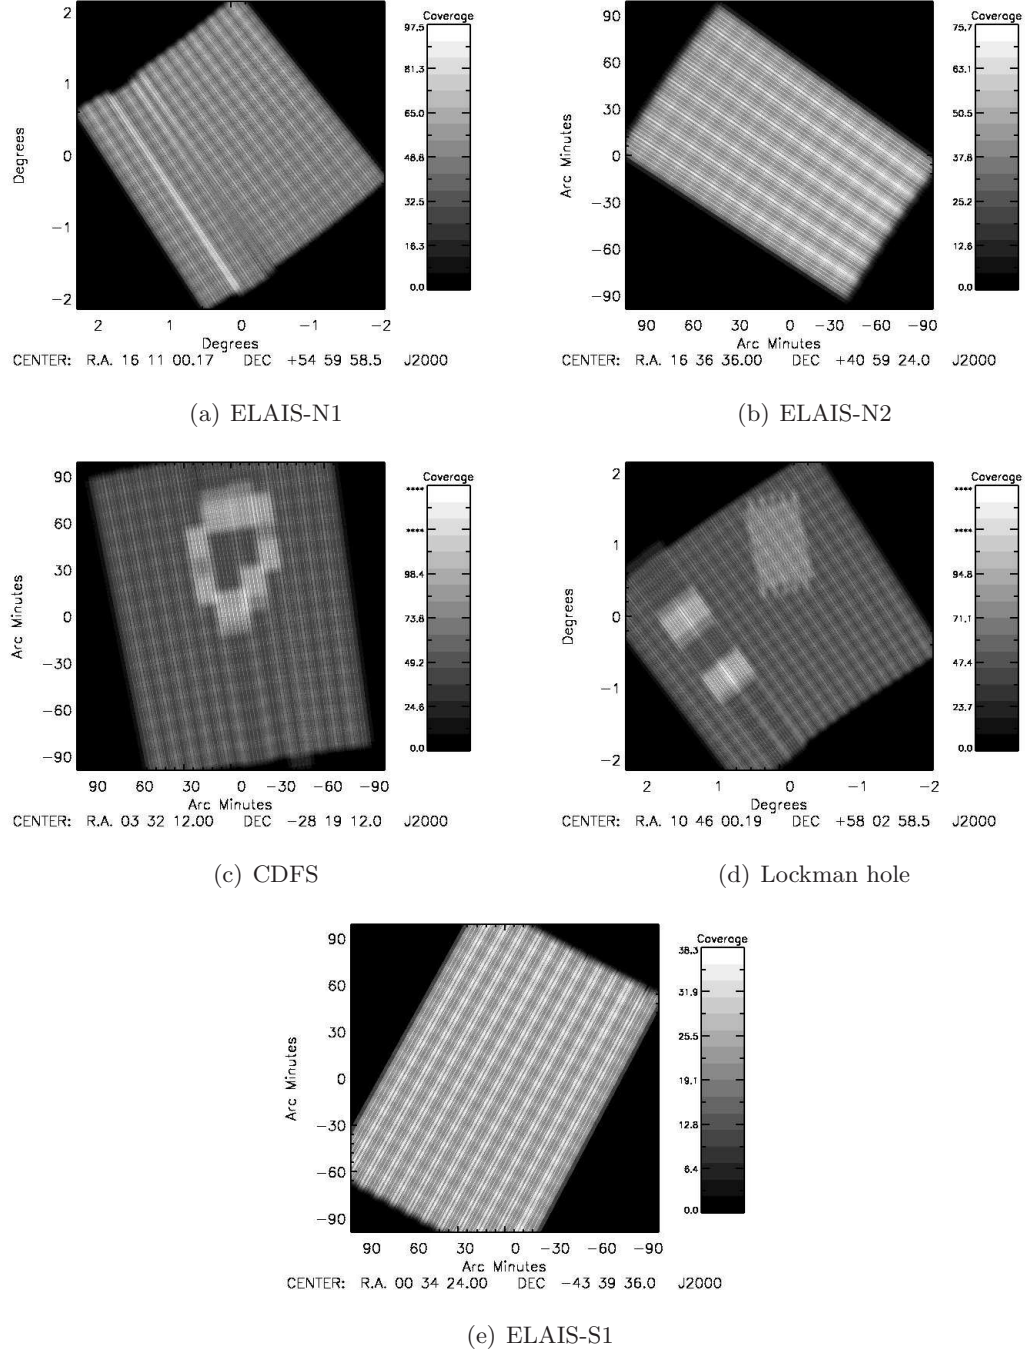 Coverage
97.5
81.3
65.0
48.8
32.5
16.3
0.0
2
1
0
−1
−2
Degrees
2 1 0 −1 −2
Degrees
CENTER: R.A. 16 11 00.17 DEC +54 59 58.5 J2000
(a) ELAIS-N1
Coverage
75.7
63.1
50.5
37.8
25.2
12.6
0.0
90
60
30
0
−30
−60
−90
Arc Minutes
90 60 30 0 −30 −60 −90
Arc Minutes
CENTER: R.A. 16 36 36.00 DEC +40 59 24.0 J2000
(b) ELAIS-N2
Coverage
****
****
98.4
73.8
49.2
24.6
0.0
90
60
30
0
−30
−60
−90
Arc Minutes
90 60 30 0 −30 −60 −90
Arc Minutes
CENTER: R.A. 03 32 12.00 DEC −28 19 12.0 J2000
(c) CDFS
Coverage
****
****
94.8
71.1
47.4
23.7
0.0
2
1
0
−1
−2
Degrees
2 1 0 −1 −2
Degrees
CENTER: R.A. 10 46 00.19 DEC +58 02 58.5 J2000
(d) Lockman hole
Coverage
38.3
31.9
25.5
19.1
12.8
6.4
0.0
90
60
30
0
−30
−60
−90
Arc Minutes
90 60 30 0 −30 −60 −90
Arc Minutes
CENTER: R.A. 00 34 24.00 DEC −43 39 36.0 J2000
(e) ELAIS-S1